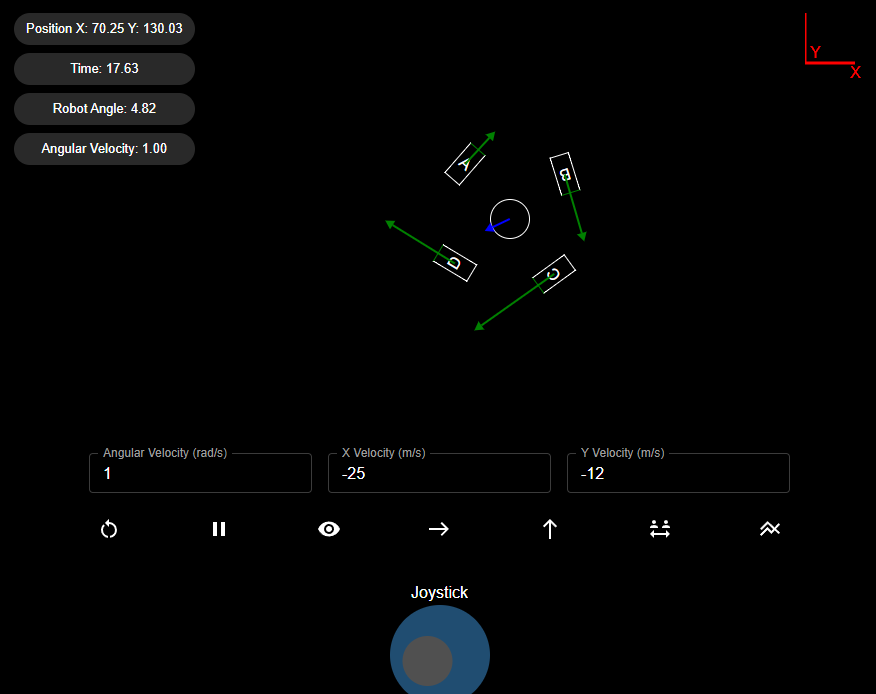 Position X: 70.25 Y: 130.03
Time: 17.63
Robot Angle: 4.82
Angular Velocity: 1.00
Y
X
A
B
D
C
Angular Velocity (rad/s)
1
X Velocity (m/s)
-25
Y Velocity (m/s)
-12
Joystick